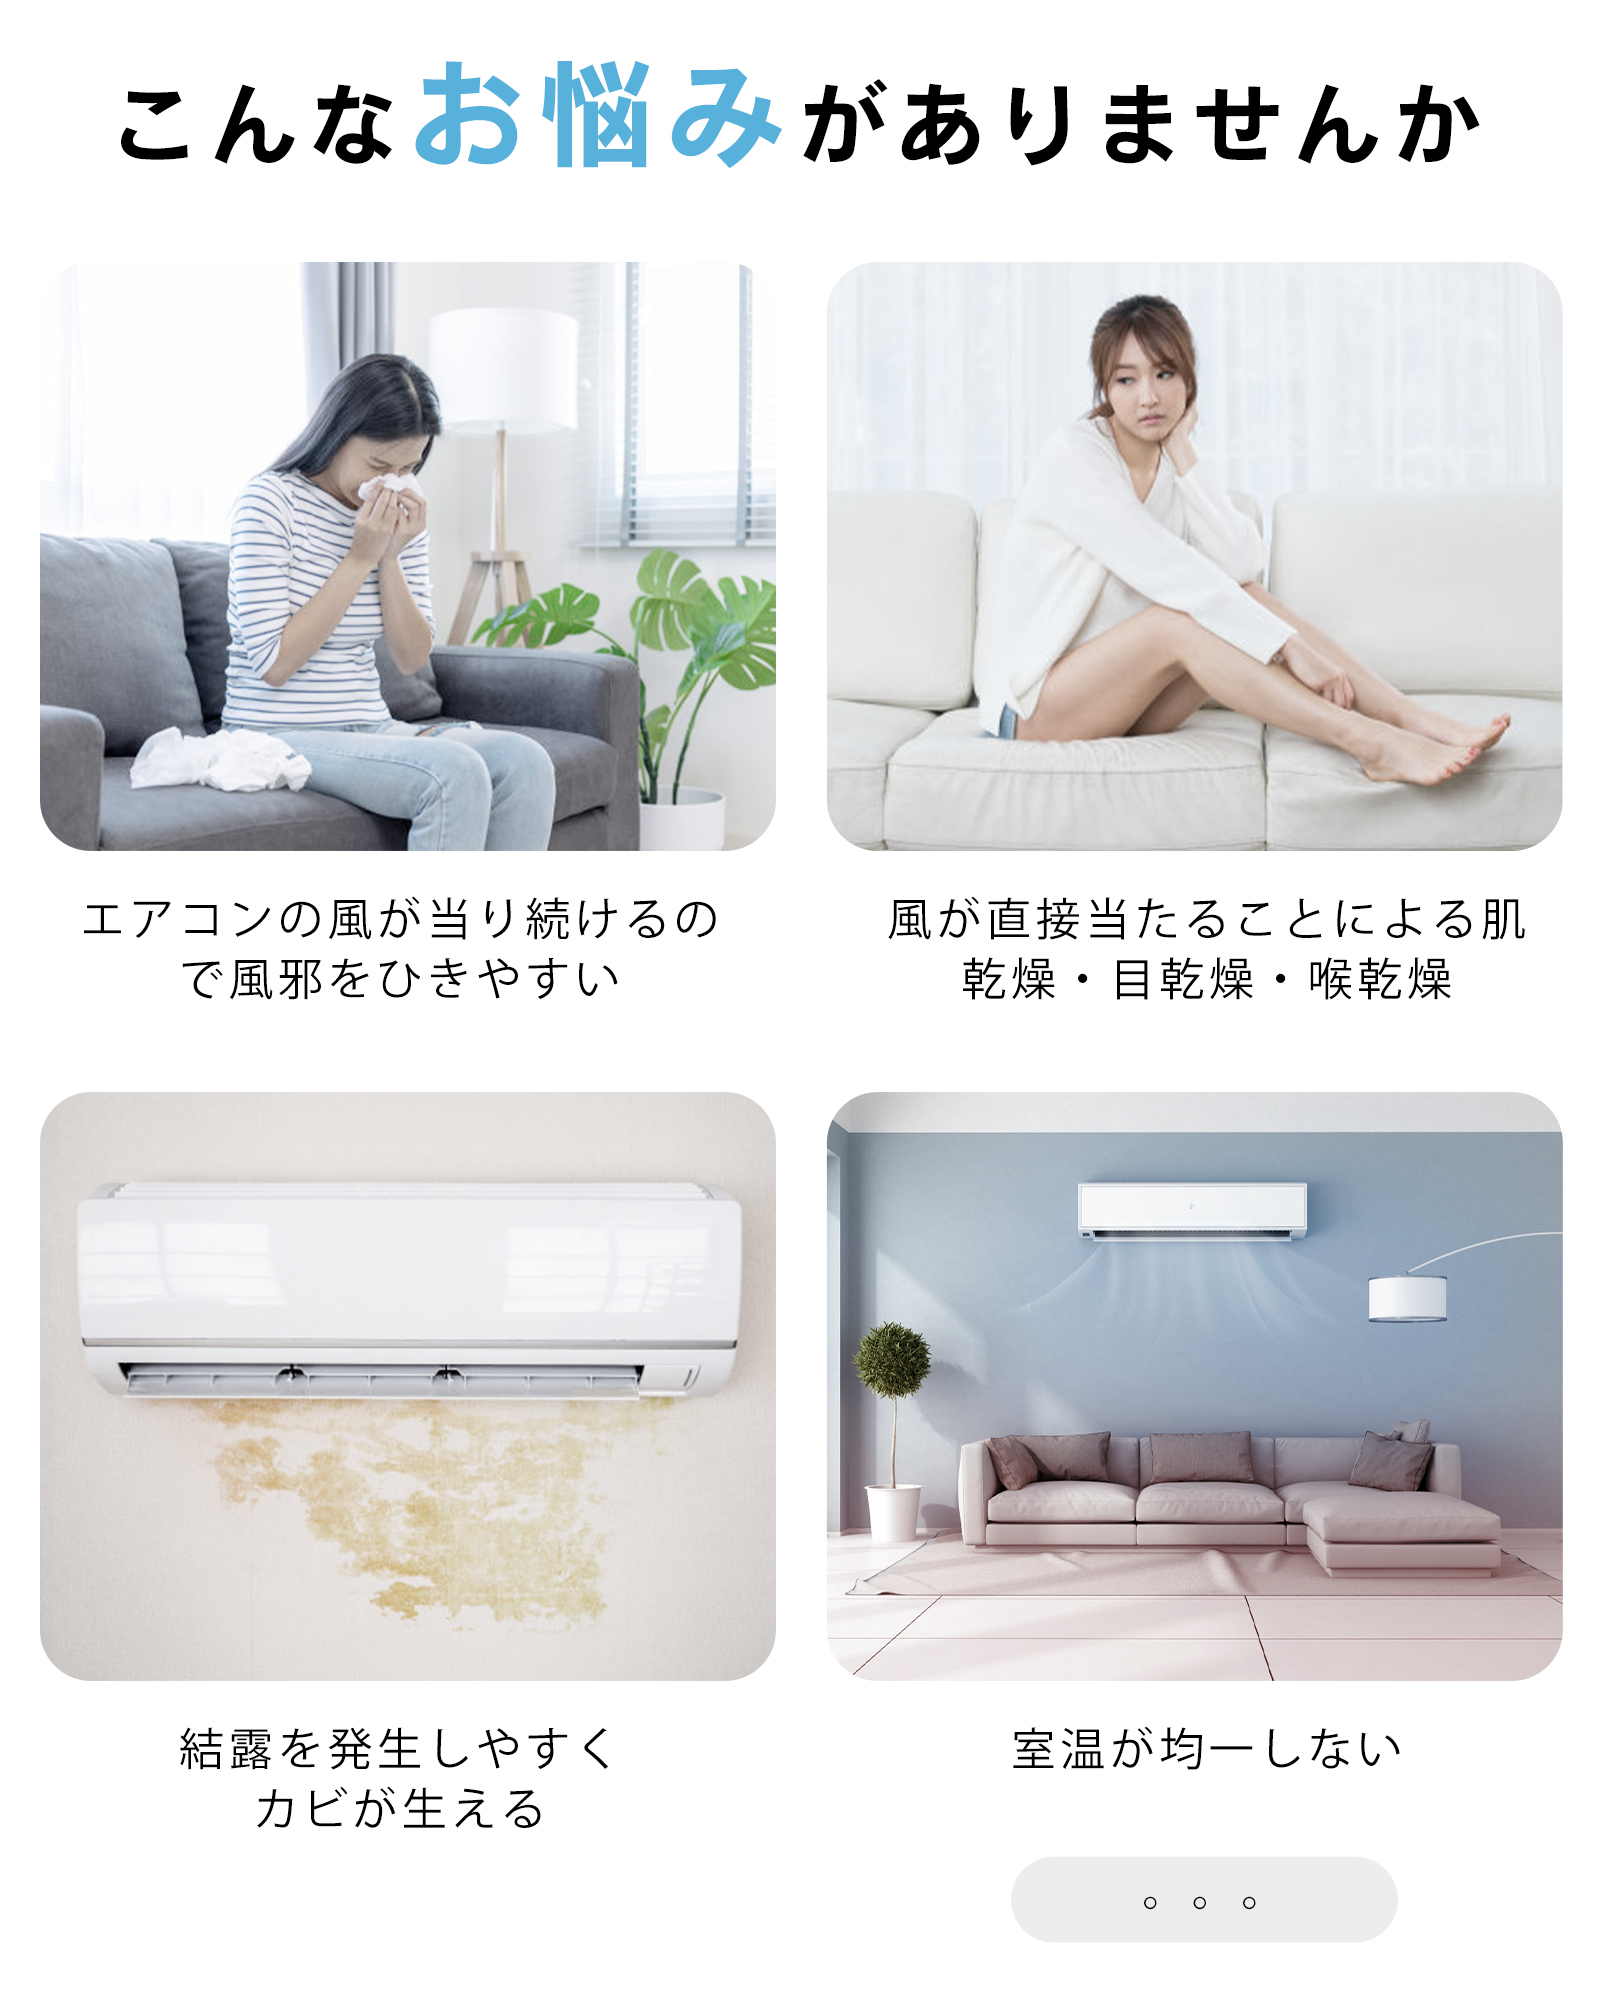 こんなお悩みがありませんか
エアコンの風が当り続けるの
で風邪をひきやすい
風が直接当たることによる肌
乾燥・目乾燥・喉乾燥
結露を発生しやすく
カビが生える
室温が均一しない
。。。